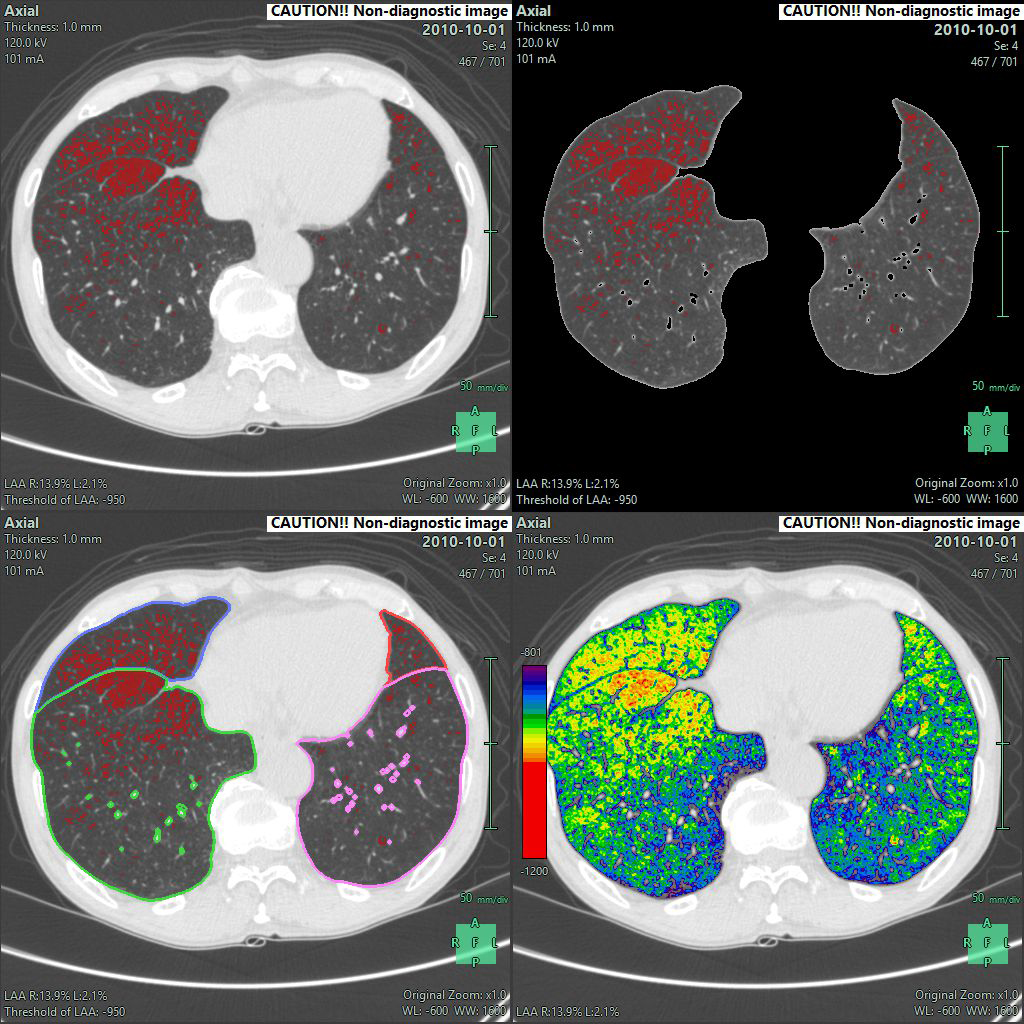 Axial
CAUTION!! Non-diagnostic image
Thickness: 1.0 mm
2010-10-01
120.0 kV
Se: 4
101 mA
467 / 701
50 mm/div
A
R F L
P
LAA R:13.9% L:2.1%
Original Zoom: x1.0
Threshold of LAA: -950
WL: -600 WW: 1600
Axial
CAUTION!! Non-diagnostic image
Thickness: 1.0 mm
2010-10-01
120.0 kV
Se: 4
101 mA
467 / 701
50 mm/div
A
R F L
P
LAA R:13.9% L:2.1%
Original Zoom: x1.0
Threshold of LAA: -950
WL: -600 WW: 1600
Axial
CAUTION!! Non-diagnostic image
Thickness: 1.0 mm
2010-10-01
120.0 kV
Se: 4
101 mA
467 / 701
50 mm/div
A
R F L
P
LAA R:13.9% L:2.1%
Original Zoom: x1.0
Threshold of LAA: -950
WL: -600 WW: 1600
Axial
CAUTION!! Non-diagnostic image
Thickness: 1.0 mm
2010-10-01
120.0 kV
Se: 4
101 mA
467 / 701
-801
-1200
50 mm/div
A
R F L
P
Original Zoom: x1.0
LAA R:13.9% L:2.1%
WL: -600 WW: 1600